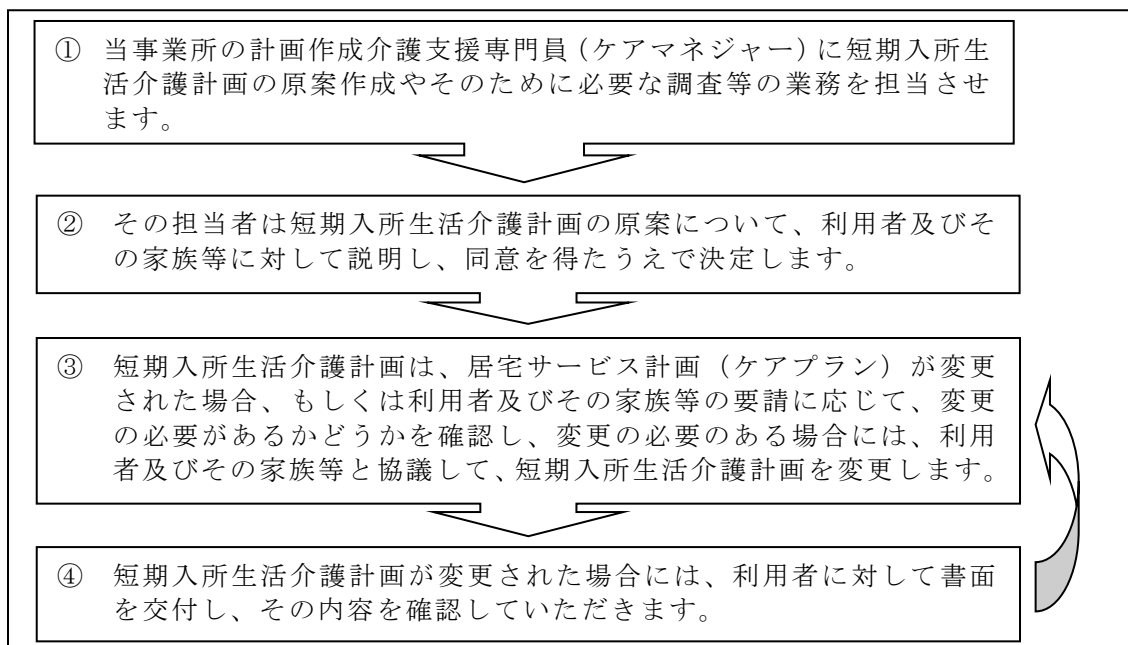 ① 当事業所の計画作成介護支援専門員(ケアマネジャー)に短期入所生
活介護計画の原案作成やそのために必要な調査等の業務を担当させ
ます。
② その担当者は短期入所生活介護計画の原案について、利用者及びそ
の家族等に対して説明し、同意を得たうえで決定します。
③ 短期入所生活介護計画は、居宅サービス計画(ケアプラン)が変更
された場合、もしくは利用者及びその家族等の要請に応じて、変更
の必要があるかどうかを確認し、変更の必要のある場合には、利用
者及びその家族等と協議して、短期入所生活介護計画を変更します。
④ 短期入所生活介護計画が変更された場合には、利用者に対して書面
を交付し、その内容を確認していただきます。